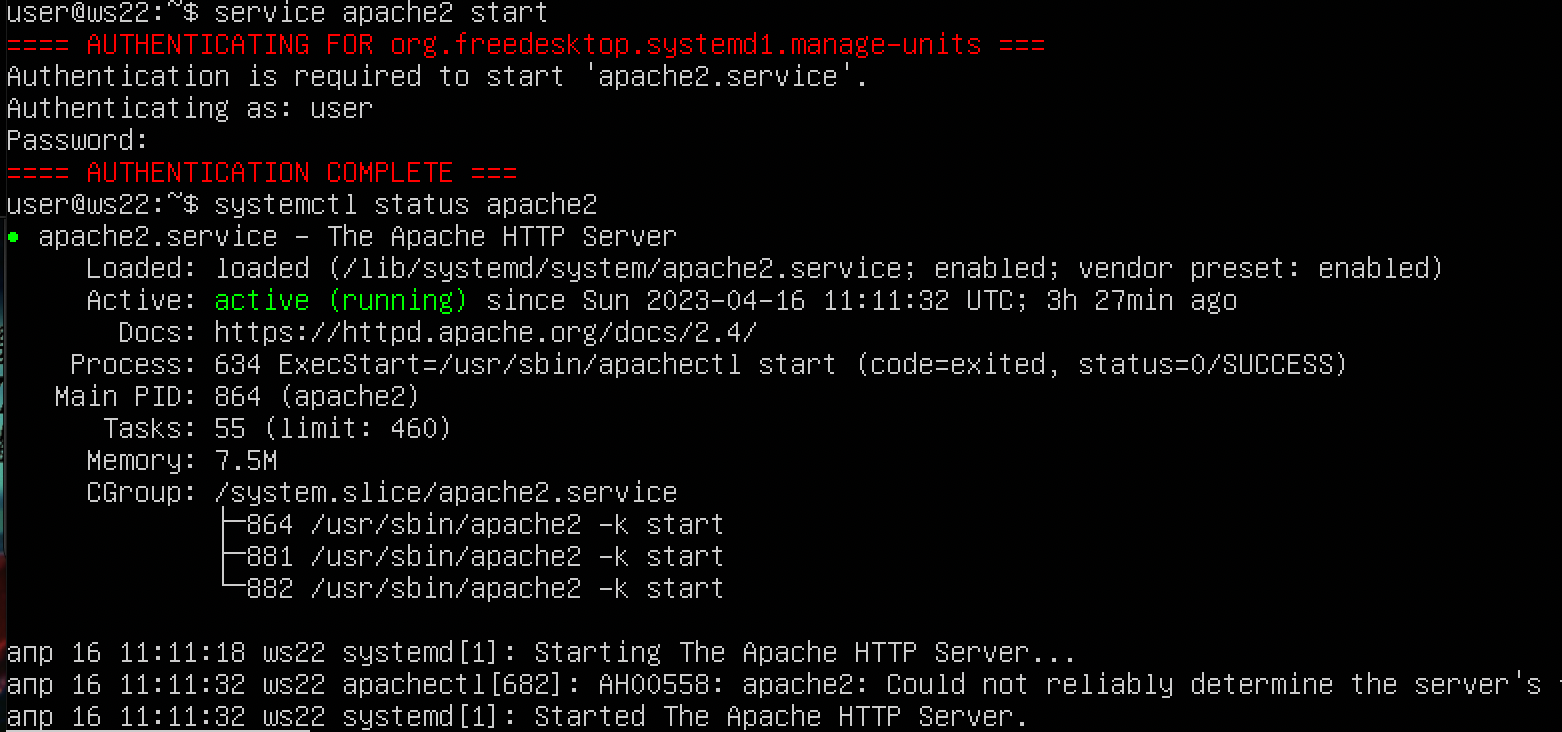 user@ws22:~$ service apache2 start
==== AUTHENTICATING FOR org.freedesktop.systemd1.manage-units ===
Authentication is required to start 'apache2.service'.
Authenticating as: user
Password:
==== AUTHENTICATION COMPLETE ===
user@ws22:~$ systemctl status apache2
● apache2.service - The Apache HTTP Server
Loaded: loaded (/lib/systemd/system/apache2.service; enabled; vendor preset: enabled)
Active: active (running) since Sun 2023-04-16 11:11:32 UTC; 3h 27min ago
Docs: https://httpd.apache.org/docs/2.4/
Process: 634 ExecStart=/usr/sbin/apachectl start (code=exited, status=0/SUCCESS)
Main PID: 864 (apache2)
Tasks: 55 (limit: 460)
Memory: 7.5M
CGroup: /system.slice/apache2.service
├─864 /usr/sbin/apache2 -k start
├─881 /usr/sbin/apache2 -k start
└─882 /usr/sbin/apache2 -k start
апр 16 11:11:18 ws22 systemd[1]: Starting The Apache HTTP Server...
апр 16 11:11:32 ws22 apachectl[682]: AH00558: apache2: Could not reliably determine the server's
апр 16 11:11:32 ws22 systemd[1]: Started The Apache HTTP Server.